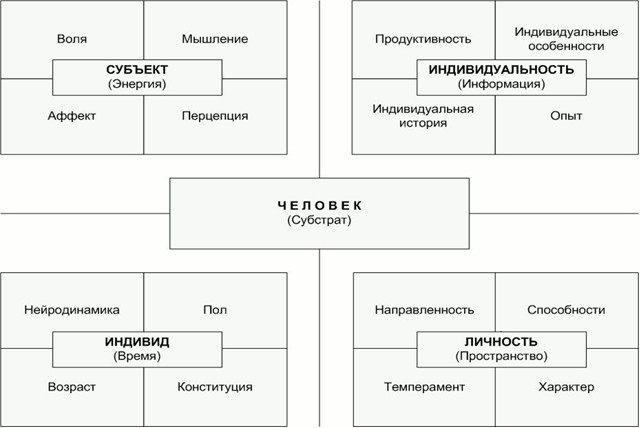 Воля
Мышление
СУБЪЕКТ
(Энергия)
Аффект
Перцепция
Продуктивность
Индивидуальные
особенности
ИНДИВИДУАЛЬНОСТЬ
(Информация)
Индивидуальная
история
Опыт
ЧЕЛОВЕК
(Субстрат)
Нейродинамика
Пол
ИНДИВИД
(Время)
Возраст
Конституция
Направленность
Способности
ЛИЧНОСТЬ
(Пространство)
Темперамент
Характер